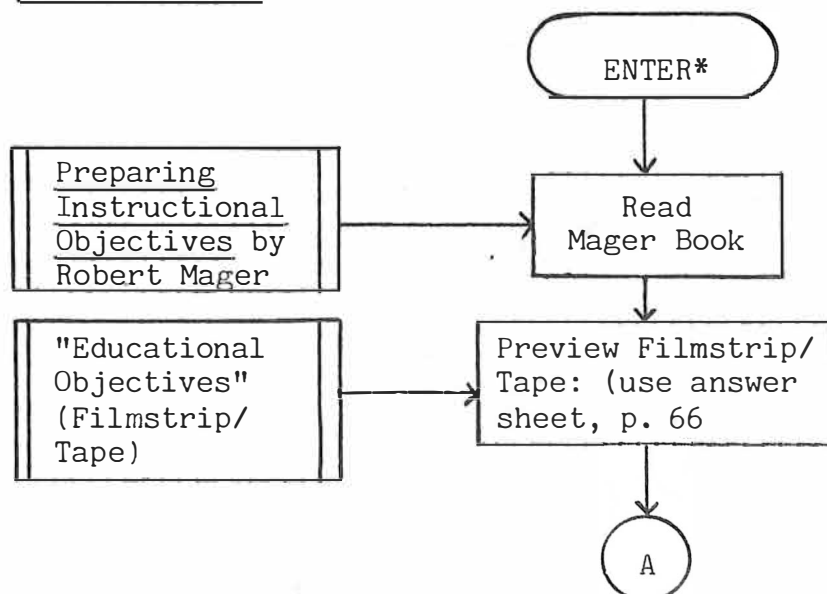 ENTER*
Preparing
Instructional
Objectives by
Robert Mager
Read
Mager Book
"Educational
Objectives"
(Filmstrip/
Tape)
Preview Filmstrip/
Tape: (use answer
sheet, p. 66
A